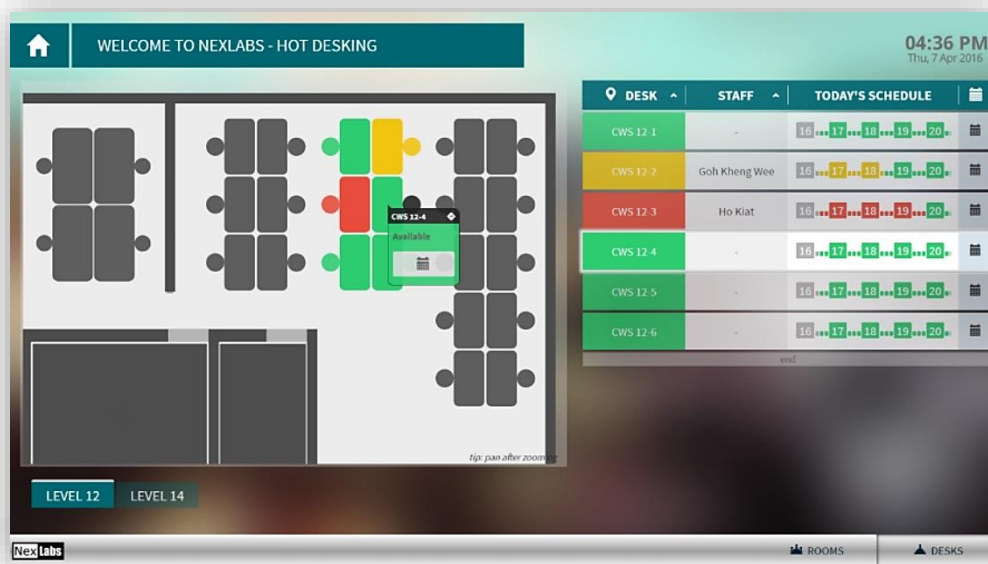 WELCOME TO NEXLABS - HOT DESKING
04:36 PM
Thu, 7 Apr 2016
DESK STAFF TODAY'S SCHEDULE
CWS 12-1 - 16 17 18 19 20
CWS 12-2 Goh Kheng Wee 16 17 18 19 20
CWS 12-3 Ho Kiat 16 17 18 19 20
CWS 12-4 - 16 17 18 19 20
CWS 12-5 - 16 17 18 19 20
CWS 12-6 - 16 17 18 19 20
end
CWS 12-4
Available
tip: pan after zooming
LEVEL 12 LEVEL 14
NexLabs
ROOMS DESKS